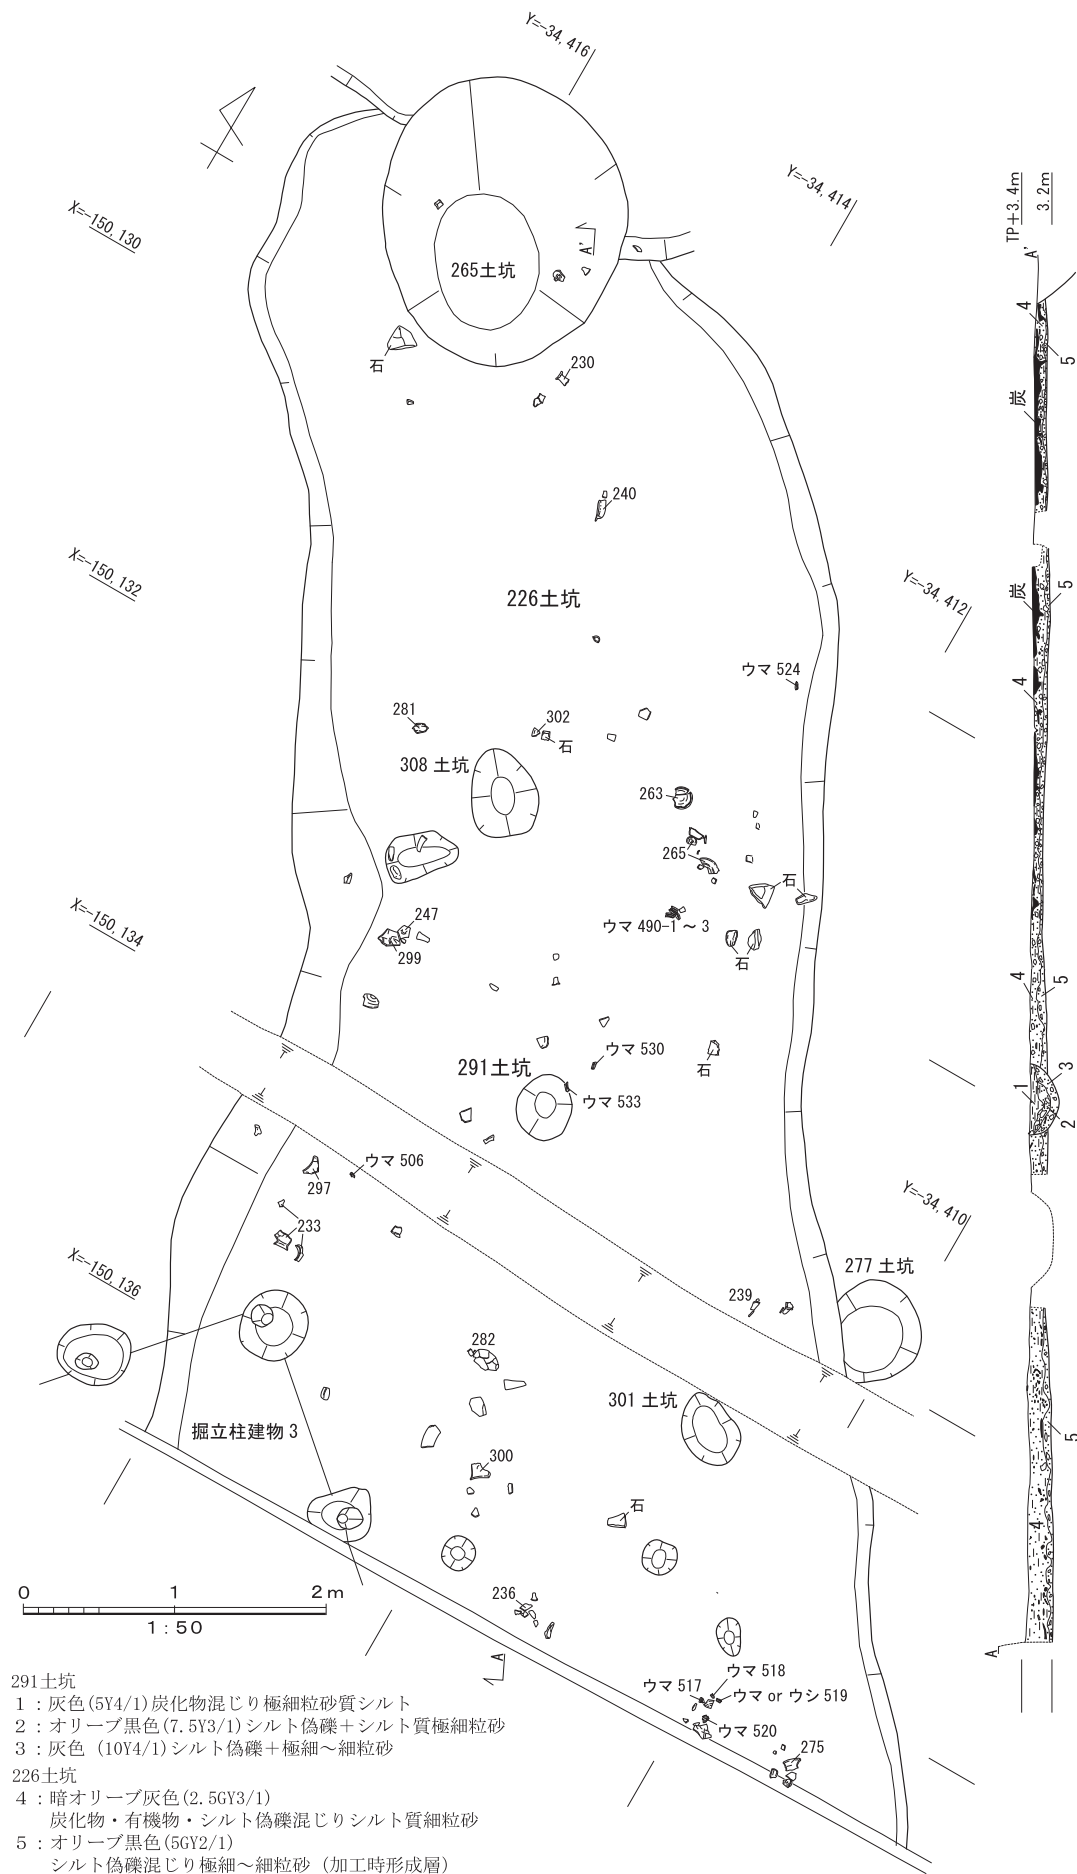 Y=-34,416
Y=-34,414
X=-150,130
TP+3.4m
3.2m
A'
A'
265土坑
4
5
石
230
炭
240
X=-150,132
226土坑
Y=-34,412
炭
5
ウマ 524
4
281
302
石
308 土坑
263
265
石
X=-150,134
247
ウマ 490-1 ～ 3
299
石
4
5
ウマ 530
291土坑
石
3
1
ウマ 533
2
ウマ 506
297
Y=-34,410
233
X=-150,136
277 土坑
239
282
301 土坑
掘立柱建物 3
5
300
石
4
0 1 2m
1:50
236
A
A
ウマ 518
ウマ 517
ウマ or ウシ 519
ウマ 520
275
291土坑
1：灰色(5Y4/1)炭化物混じり極細粒砂質シルト
2：オリーブ黒色(7.5Y3/1)シルト偽礫＋シルト質極細粒砂
3：灰色 (10Y4/1)シルト偽礫＋極細～細粒砂
226土坑
4：暗オリーブ灰色(2.5GY3/1)
炭化物・有機物・シルト偽礫混じりシルト質細粒砂
5：オリーブ黒色(5GY2/1)
シルト偽礫混じり極細～細粒砂（加工時形成層）